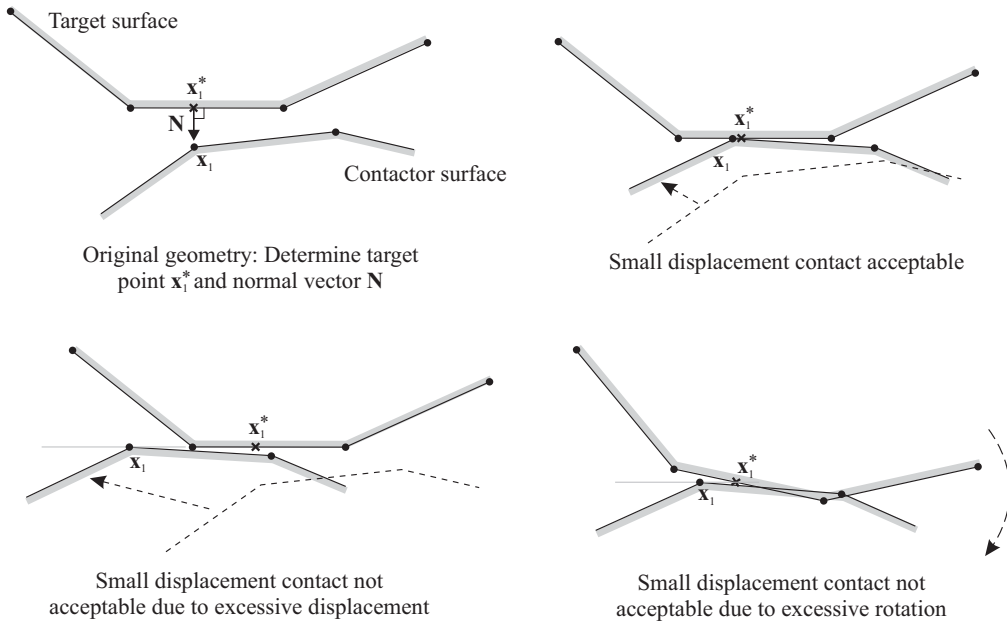 Target surface
x₁*
N
x₁
Contactor surface
Original geometry: Determine target
point x₁* and normal vector N
x₁*
x₁
Small displacement contact acceptable
x₁*
x₁
Small displacement contact not
acceptable due to excessive displacement
x₁*
x₁
Small displacement contact not
acceptable due to excessive rotation